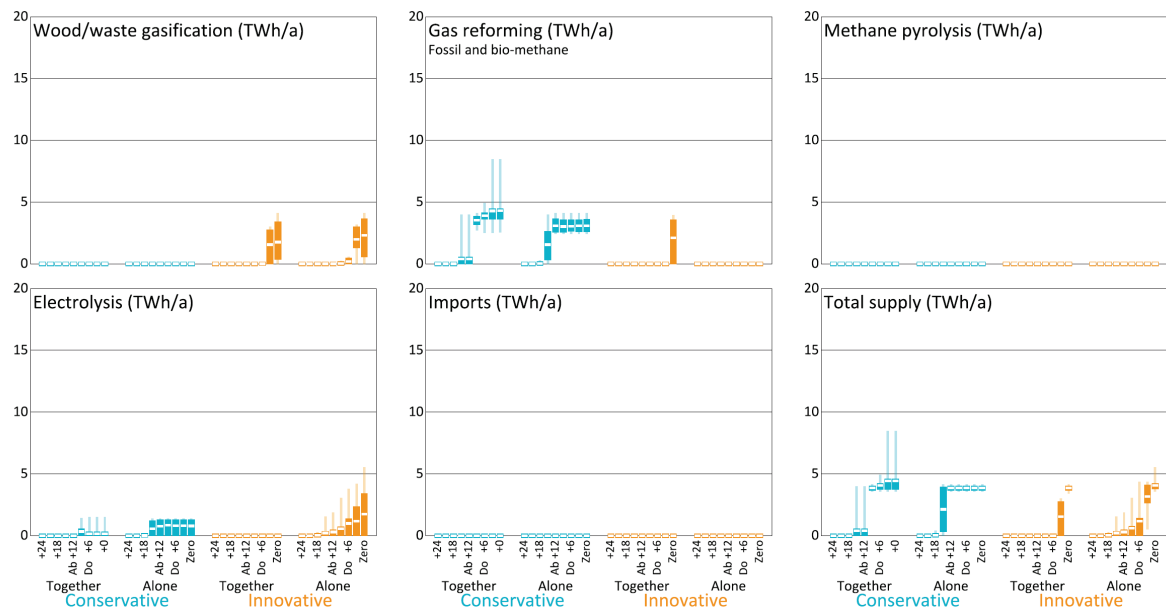 Wood/waste gasification (TWh/a)
20
15
10
5
0
Gas reforming (TWh/a)
Fossil and bio-methane
20
15
10
5
0
Methane pyrolysis (TWh/a)
20
15
10
5
0
Electrolysis (TWh/a)
20
15
10
5
0
+24 +18 Ab +12 Do +6 +0 +24 +18 Ab +12 Do +6 Zero +24 +18 Ab +12 Do +6 Zero +24 +18 Ab +12 Do +6 Zero
Together Alone Together Alone
Conservative Innovative
Imports (TWh/a)
20
15
10
5
0
+24 +18 Ab +12 Do +6 +0 +24 +18 Ab +12 Do +6 Zero +24 +18 Ab +12 Do +6 Zero +24 +18 Ab +12 Do +6 Zero
Together Alone Together Alone
Conservative Innovative
Total supply (TWh/a)
20
15
10
5
0
+24 +18 Ab +12 Do +6 +0 +24 +18 Ab +12 Do +6 Zero +24 +18 Ab +12 Do +6 Zero +24 +18 Ab +12 Do +6 Zero
Together Alone Together Alone
Conservative Innovative